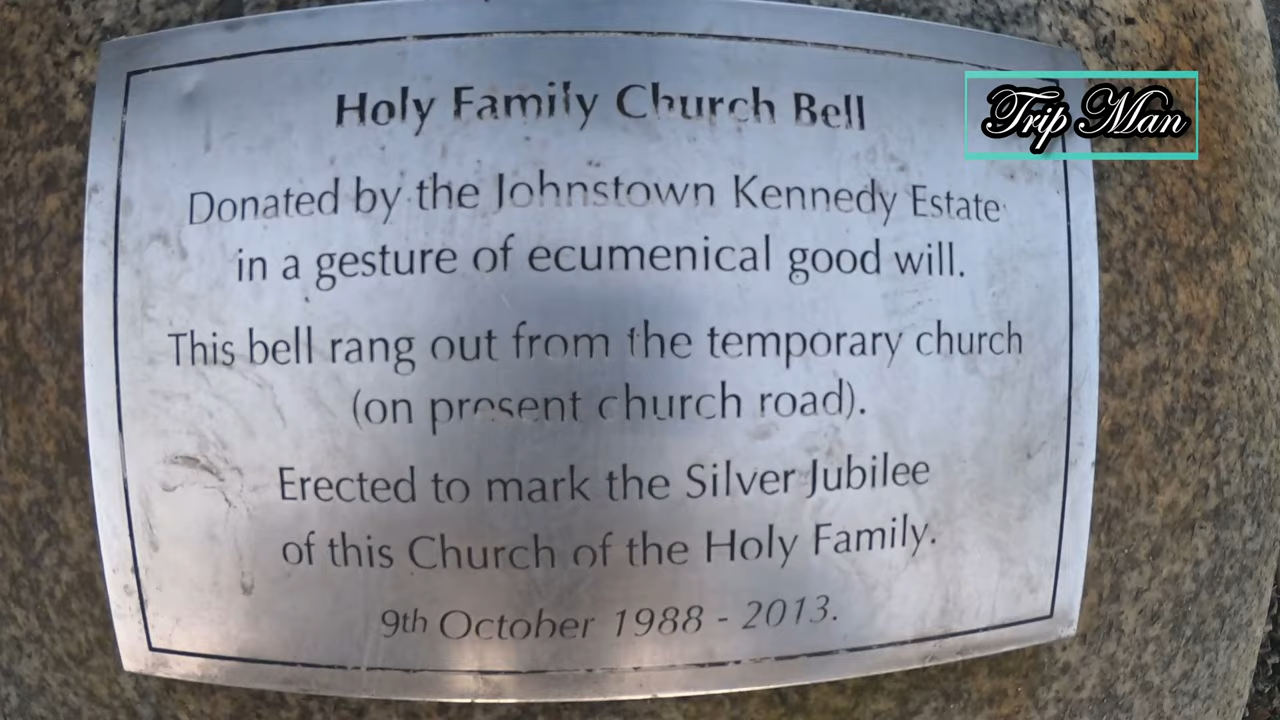 Holy Family Church Bell
Trip Man
Donated by the Johnstown Kennedy Estate
in a gesture of ecumenical good will.
This bell rang out from the temporary church
(on present church road).
Erected to mark the Silver Jubilee
of this Church of the Holy Family.
9th October 1988 - 2013.